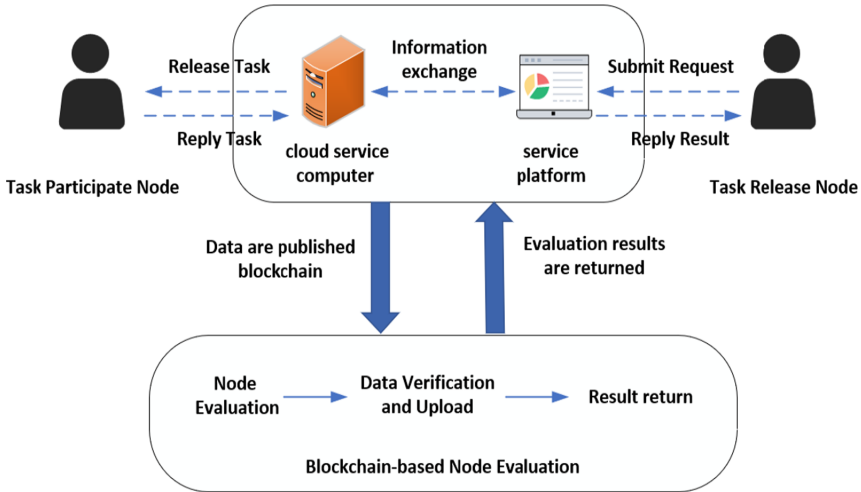 Release Task
Reply Task
Task Participate Node
Information
exchange
cloud service
computer
service
platform
Submit Request
Reply Result
Task Release Node
Data are published
blockchain
Evaluation results
are returned
Node
Evaluation
Data Verification
and Upload
Result return
Blockchain-based Node Evaluation